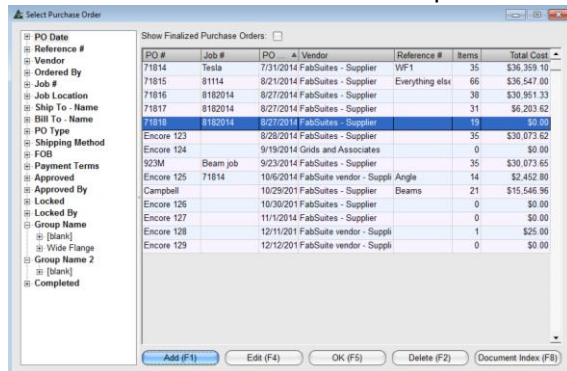 Select Purchase Order
PO Date
Reference #
Vendor
Ordered By
Job #
Job Location
Ship To - Name
Bill To - Name
PO Type
Shipping Method
FOB
Payment Terms
Approved
Approved By
Locked
Locked By
Group Name
[blank]
Wide Flange
Group Name 2
[blank]
Completed
Show Finalized Purchase Orders:
PO # Job # PO ... Vendor Reference # Items Total Cost
71814 Tesla 7/31/2014 FabSuites - Supplier WF1 35 $36,359.10
71815 81114 8/21/2014 FabSuites - Supplier Everything else 66 $36,547.00
71816 8182014 8/27/2014 FabSuites - Supplier 38 $30,951.33
71817 8182014 8/27/2014 FabSuites - Supplier 31 $6,203.62
71818 8182014 8/27/2014 FabSuites - Supplier 19 $0.00
Encore 123 8/28/2014 FabSuites - Supplier 35 $30,073.62
Encore 124 9/19/2014 Grids and Associates 0 $0.00
923M Beam job 9/23/2014 FabSuites - Supplier 35 $30,073.65
Encore 125 71814 10/6/2014 FabSuite vendor - Suppli Angle 14 $2,452.80
Campbell 10/29/201 FabSuites - Supplier Beams 21 $15,546.96
Encore 126 10/30/201 FabSuites - Supplier 0 $0.00
Encore 127 11/1/2014 FabSuites - Supplier 0 $0.00
Encore 128 12/11/201 FabSuite vendor - Suppli 1 $25.00
Encore 129 12/12/201 FabSuite vendor - Suppli 0 $0.00
Add (F1) Edit (F4) OK (F5) Delete (F2) Document Index (F8)